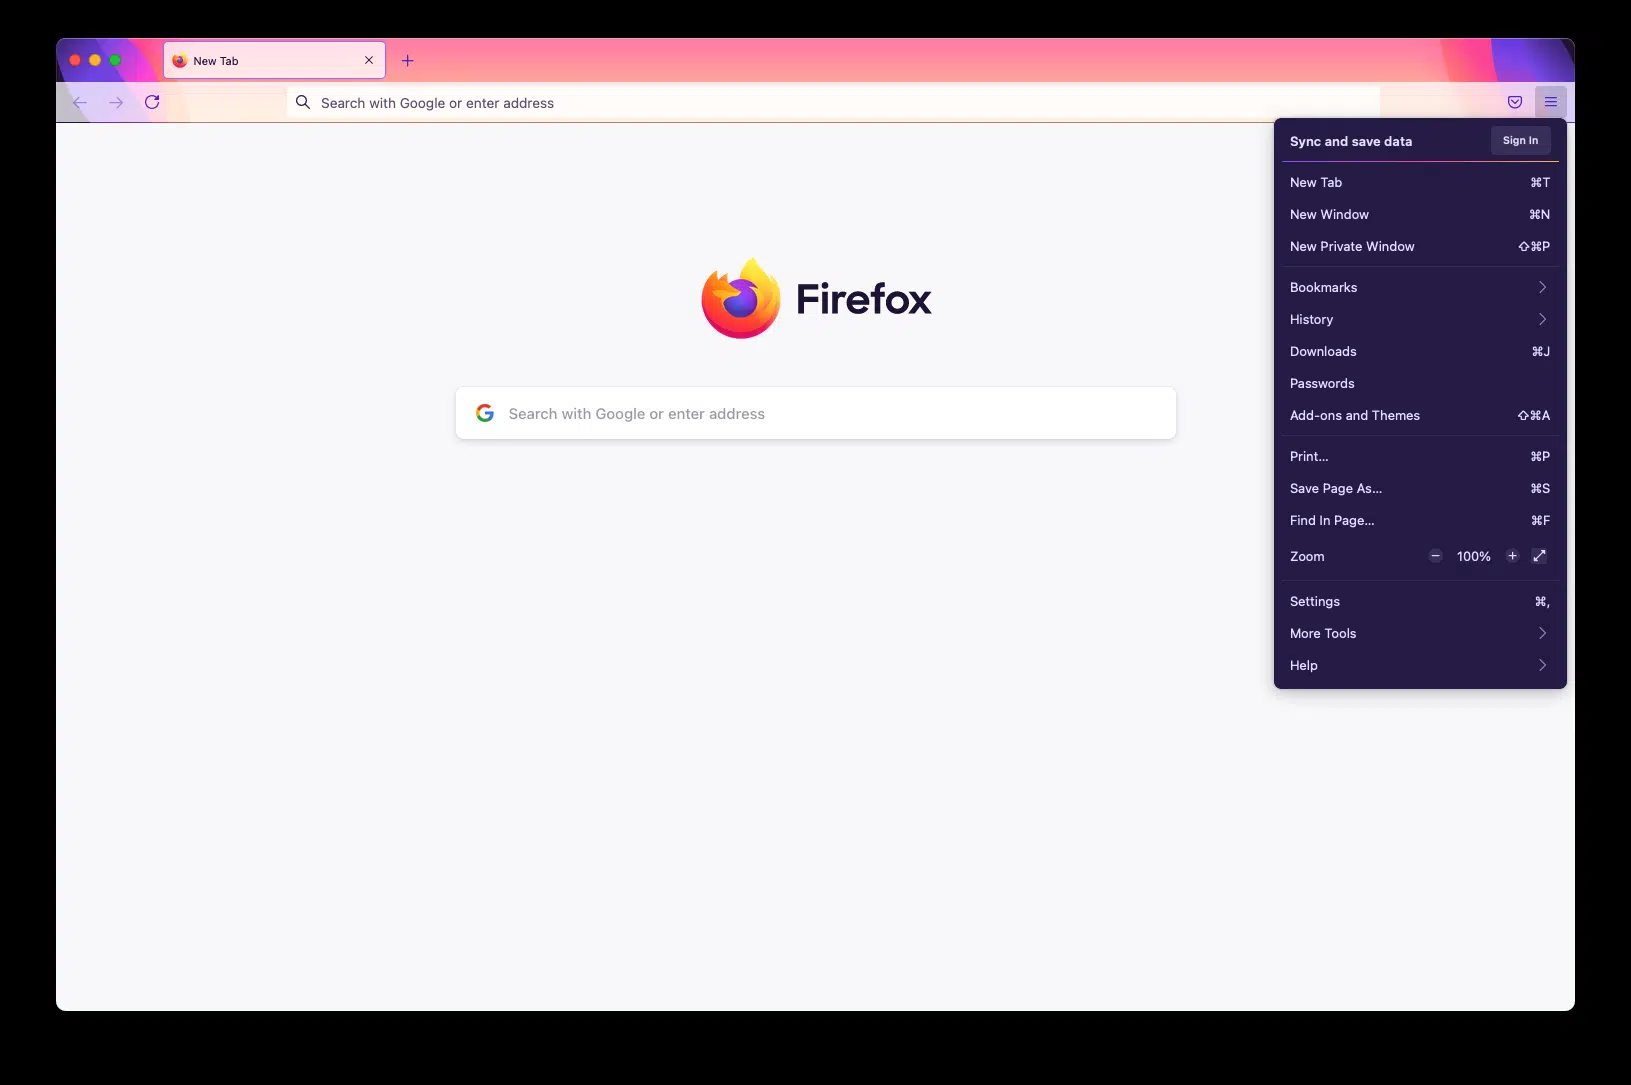 New Tab
Search with Google or enter address
Sync and save data Sign In
New Tab ⌘T
New Window ⌘N
New Private Window ⇧⌘P
Bookmarks
History
Firefox
Downloads ⌘J
Passwords
Add-ons and Themes ⇧⌘A
Search with Google or enter address
Print... ⌘P
Save Page As... ⌘S
Find In Page... ⌘F
Zoom − 100% +
Settings ⌘,
More Tools
Help